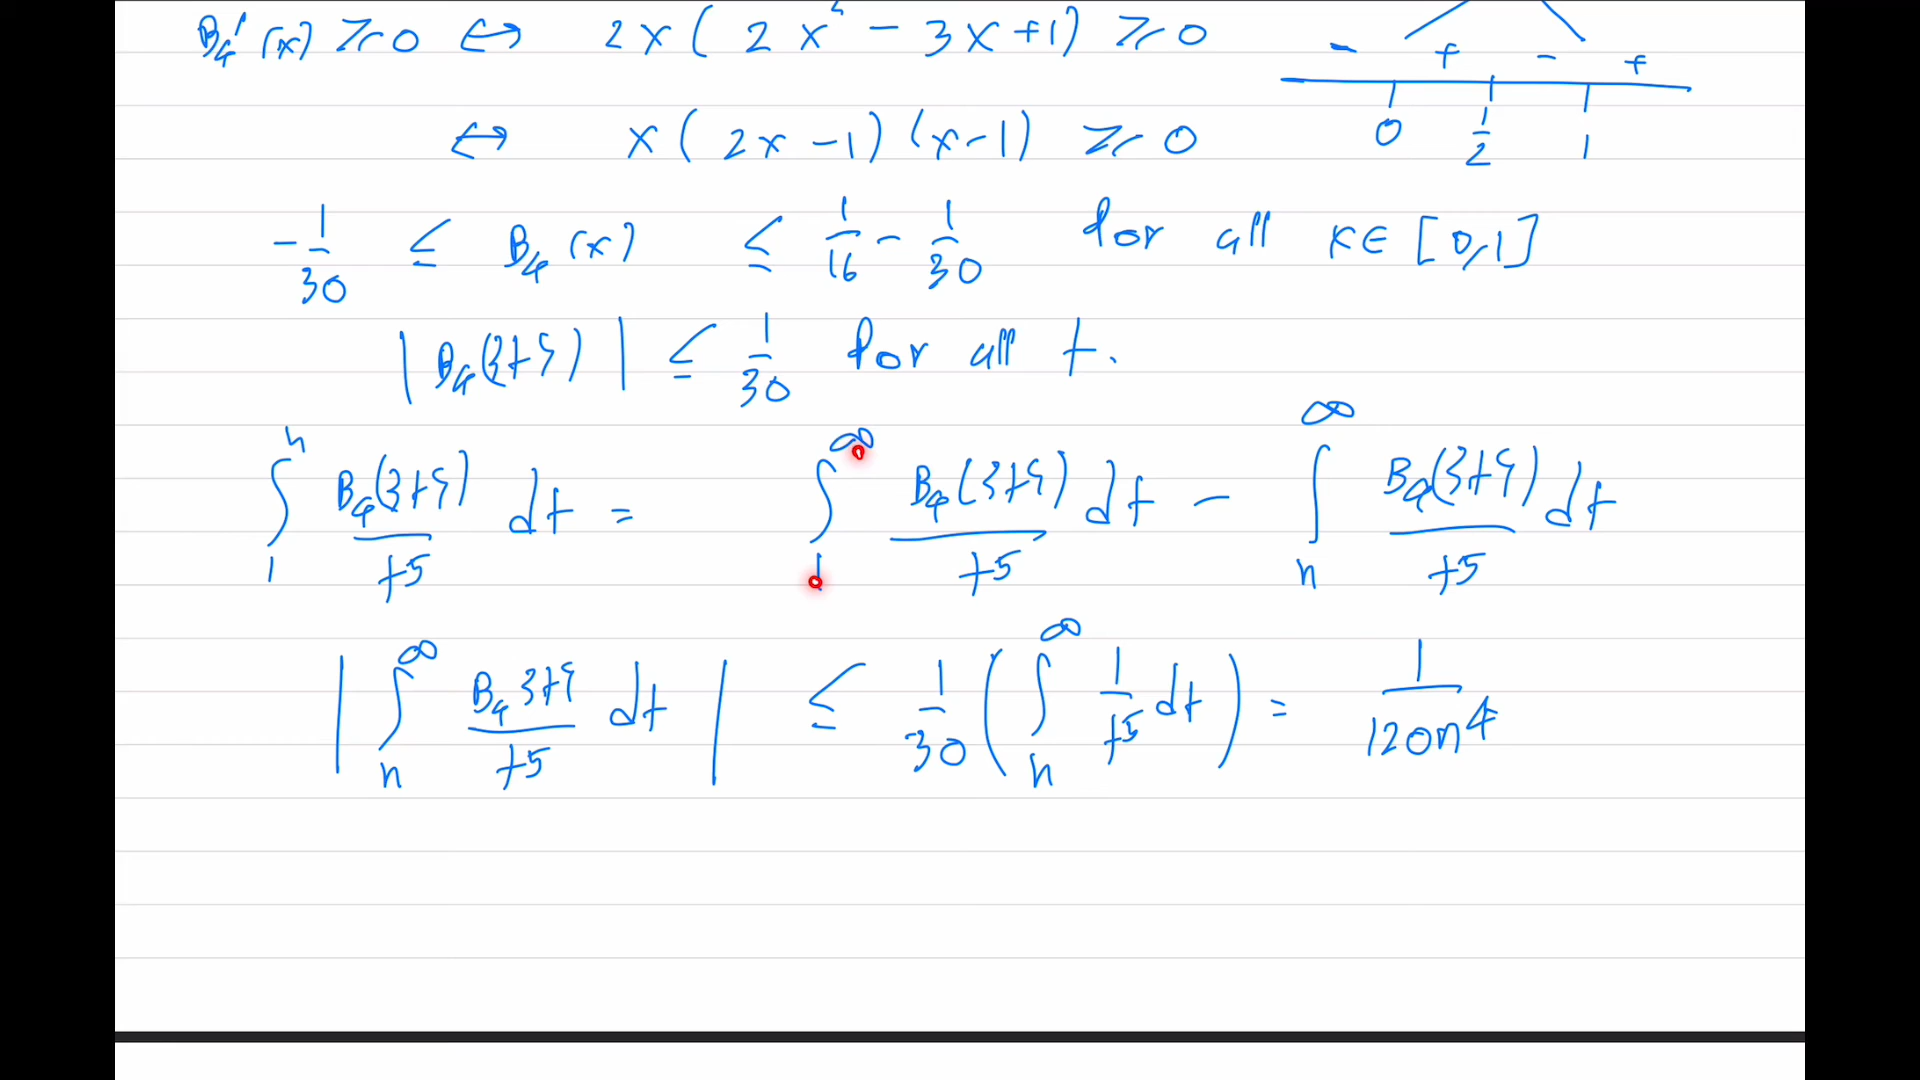 B₄'(x) ≥ 0 ↔ 2x(2x² - 3x + 1) ≥ 0
- + - +
0 1/2 1
↔ x(2x - 1)(x - 1) ≥ 0
-1/30 ≤ B₄(x) ≤ 1/16 - 1/30 for all x ∈ [0,1]
|B₄({t})| ≤ 1/30 for all t.
∫₁ⁿ B₄({t})/t⁵ dt = ∫₁^∞ B₄({t})/t⁵ dt - ∫ₙ^∞ B₄({t})/t⁵ dt
|∫ₙ^∞ B₄{t}/t⁵ dt| ≤ 1/30 (∫ₙ^∞ 1/t⁵ dt) = 1/120n⁴